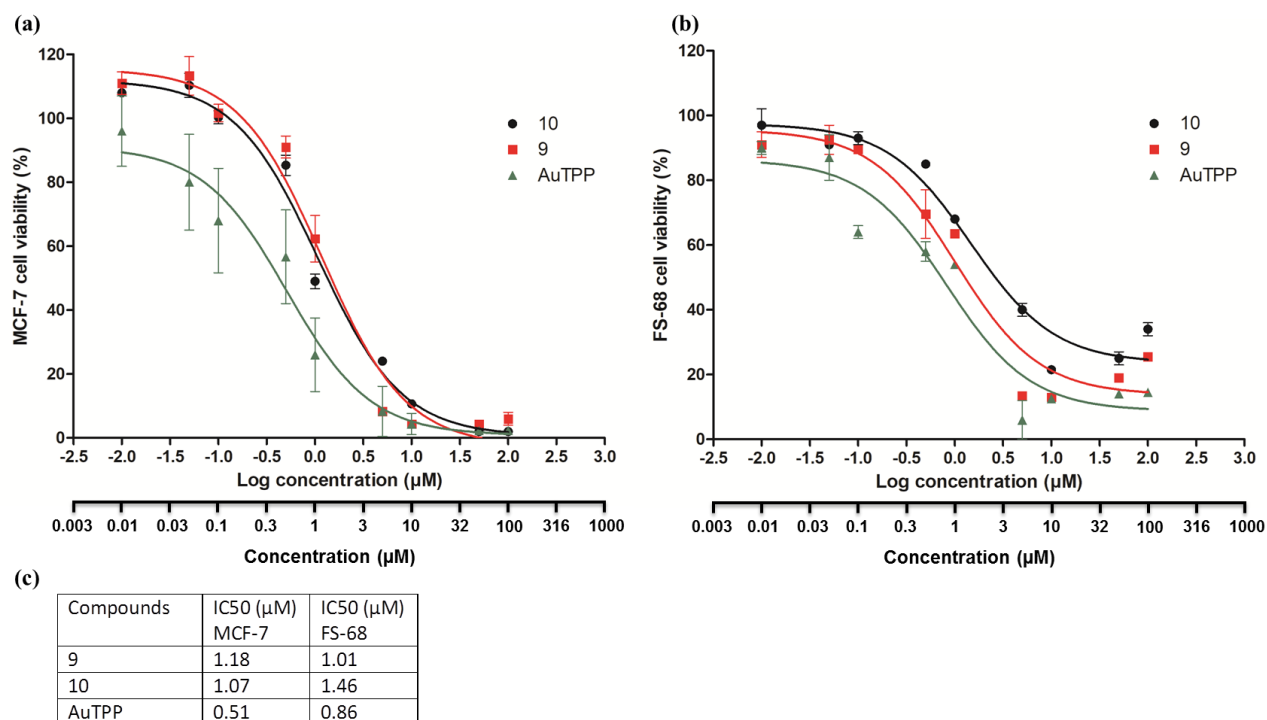 (a)
120
100
80
60
40
20
0
MCF-7 cell viability (%)
10
9
AuTPP
-2.5 -2.0 -1.5 -1.0 -0.5 0.0 0.5 1.0 1.5 2.0 2.5 3.0
Log concentration (µM)
0.003 0.01 0.03 0.1 0.3 1 3 10 32 100 316 1000
Concentration (µM)
(b)
120
100
80
60
40
20
0
FS-68 cell viability (%)
10
9
AuTPP
-2.5 -2.0 -1.5 -1.0 -0.5 0.0 0.5 1.0 1.5 2.0 2.5 3.0
Log concentration (µM)
0.003 0.01 0.03 0.1 0.3 1 3 10 32 100 316 1000
Concentration (µM)
(c)
Compounds IC50 (µM) IC50 (µM)
MCF-7 FS-68
9 1.18 1.01
10 1.07 1.46
AuTPP 0.51 0.86